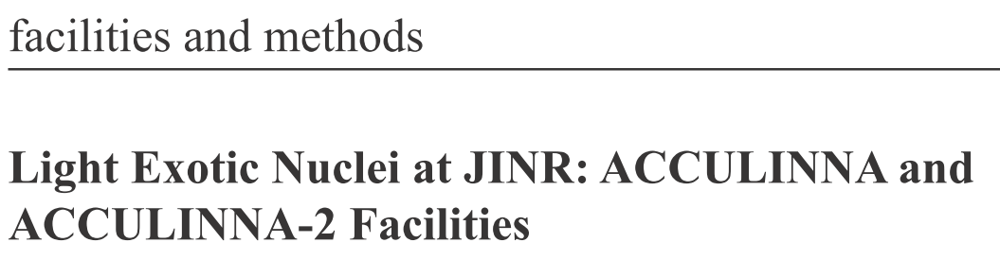 facilities and methods
Light Exotic Nuclei at JINR: ACCULINNA and
ACCULINNA-2 Facilities